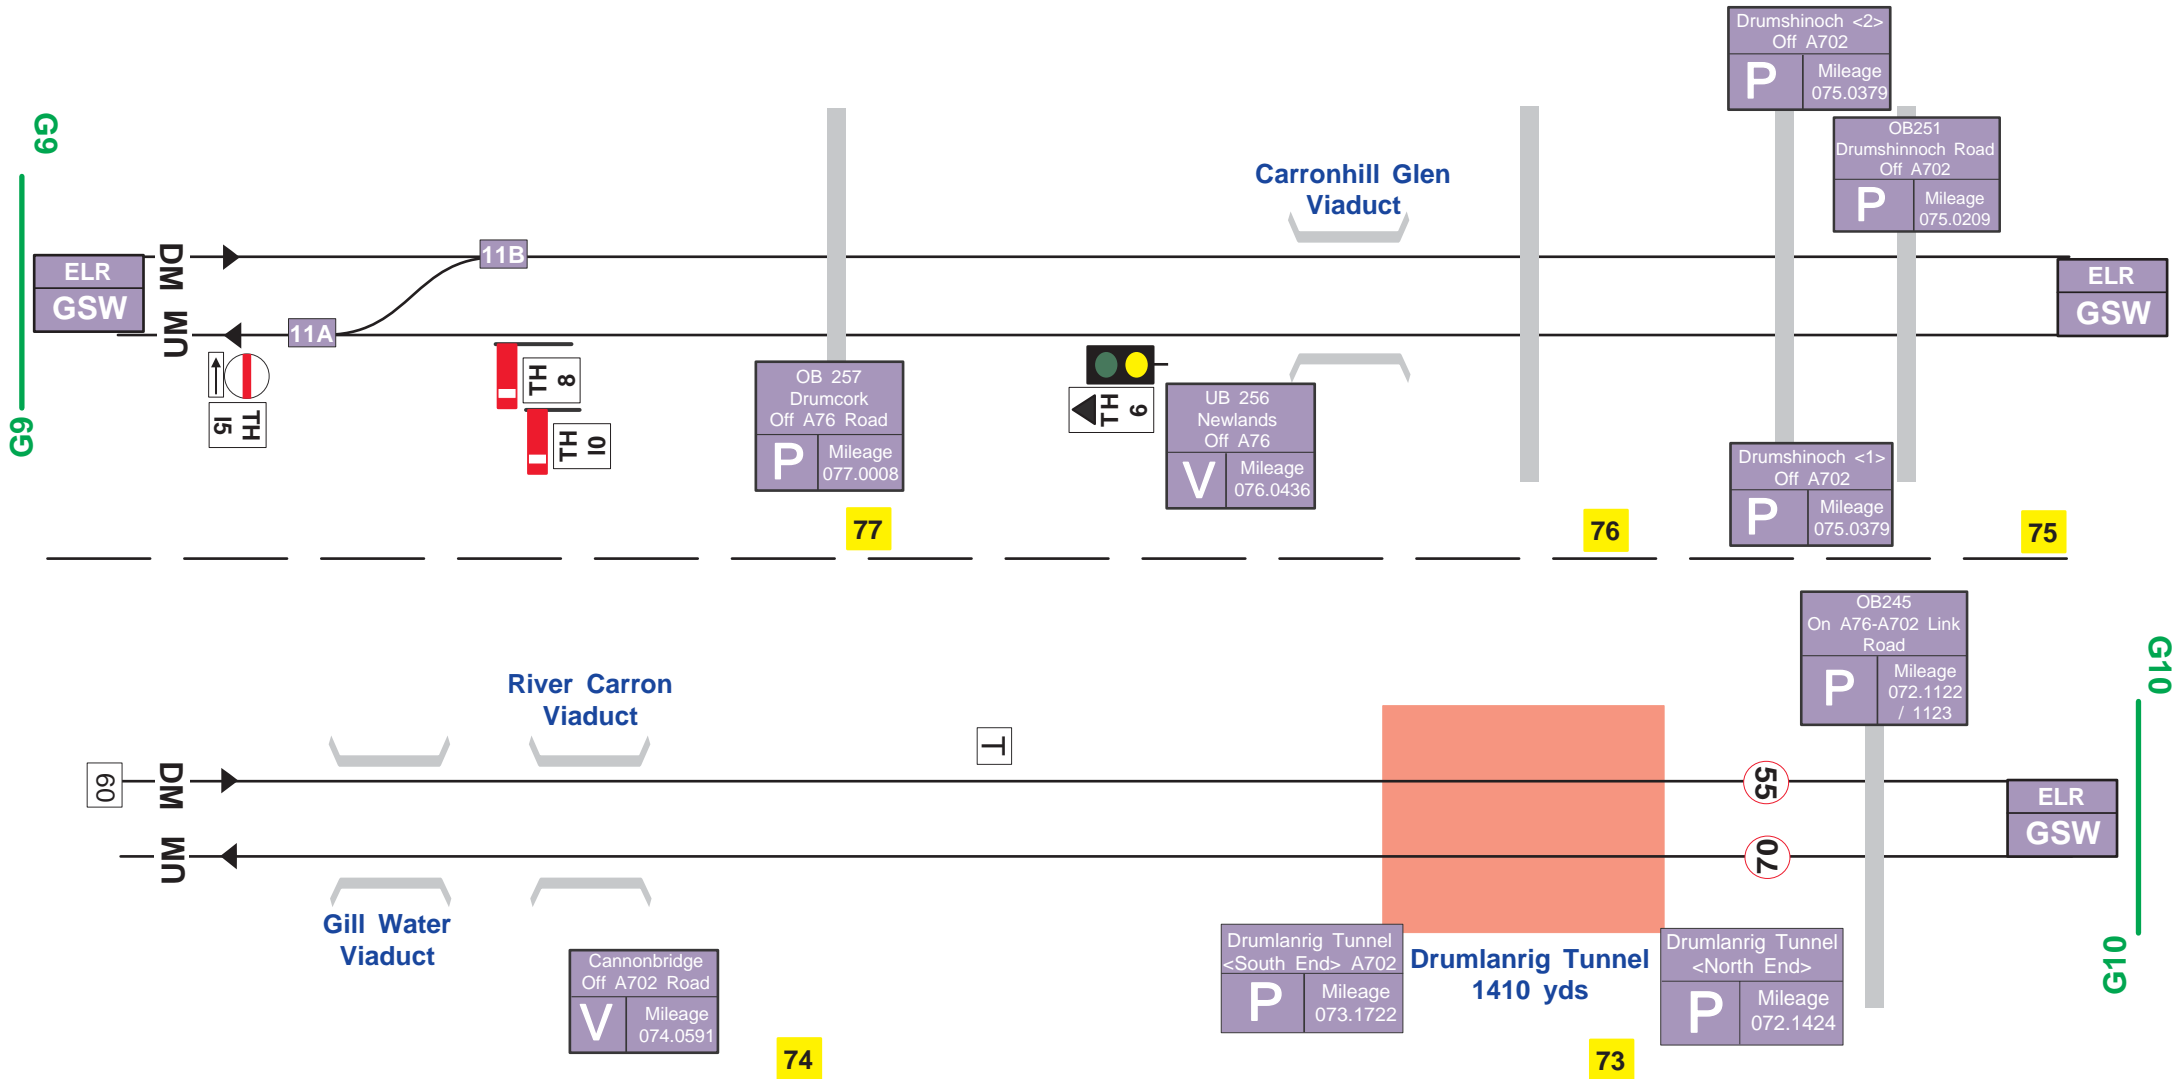 Drumshinoch <2>
Off A702
P
Mileage
075.0379
G9
OB251
Drumshinnoch Road
Off A702
P
Mileage
075.0209
Carronhill Glen
Viaduct
ELR
GSW
DM
11B
ELR
GSW
UM
11A
TH
15
TH
8
TH
10
OB 257
Drumcork
Off A76 Road
P
Mileage
077.0008
TH
9
UB 256
Newlands
Off A76
V
Mileage
076.0436
G9
Drumshinoch <1>
Off A702
P
Mileage
075.0379
77
76
75
OB245
On A76-A702 Link
Road
P
Mileage
072.1122
/ 1123
G10
River Carron
Viaduct
T
60
DM
55
ELR
GSW
UM
70
Gill Water
Viaduct
Cannonbridge
Off A702 Road
V
Mileage
074.0591
Drumlanrig Tunnel
<South End> A702
P
Mileage
073.1722
Drumlanrig Tunnel
1410 yds
Drumlanrig Tunnel
<North End>
P
Mileage
072.1424
G10
74
73